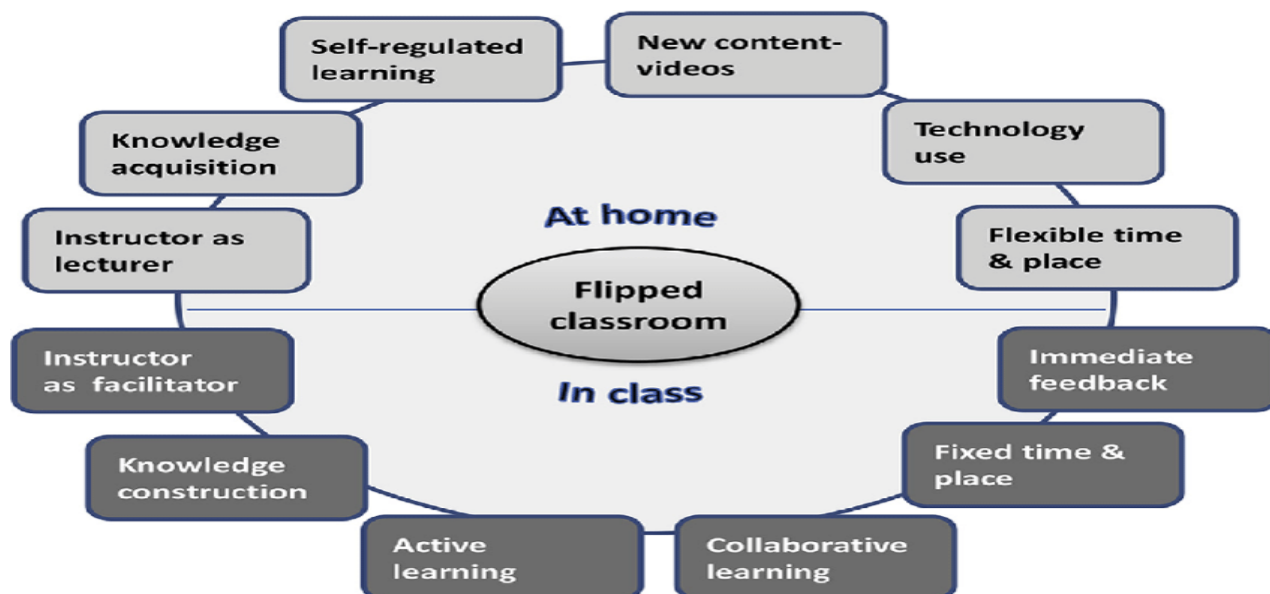 Self-regulated
learning
New content-
videos
Knowledge
acquisition
Technology
use
Instructor as
lecturer
Flexible time
& place
At home
Flipped
classroom
In class
Instructor
as facilitator
Immediate
feedback
Knowledge
construction
Fixed time &
place
Active
learning
Collaborative
learning